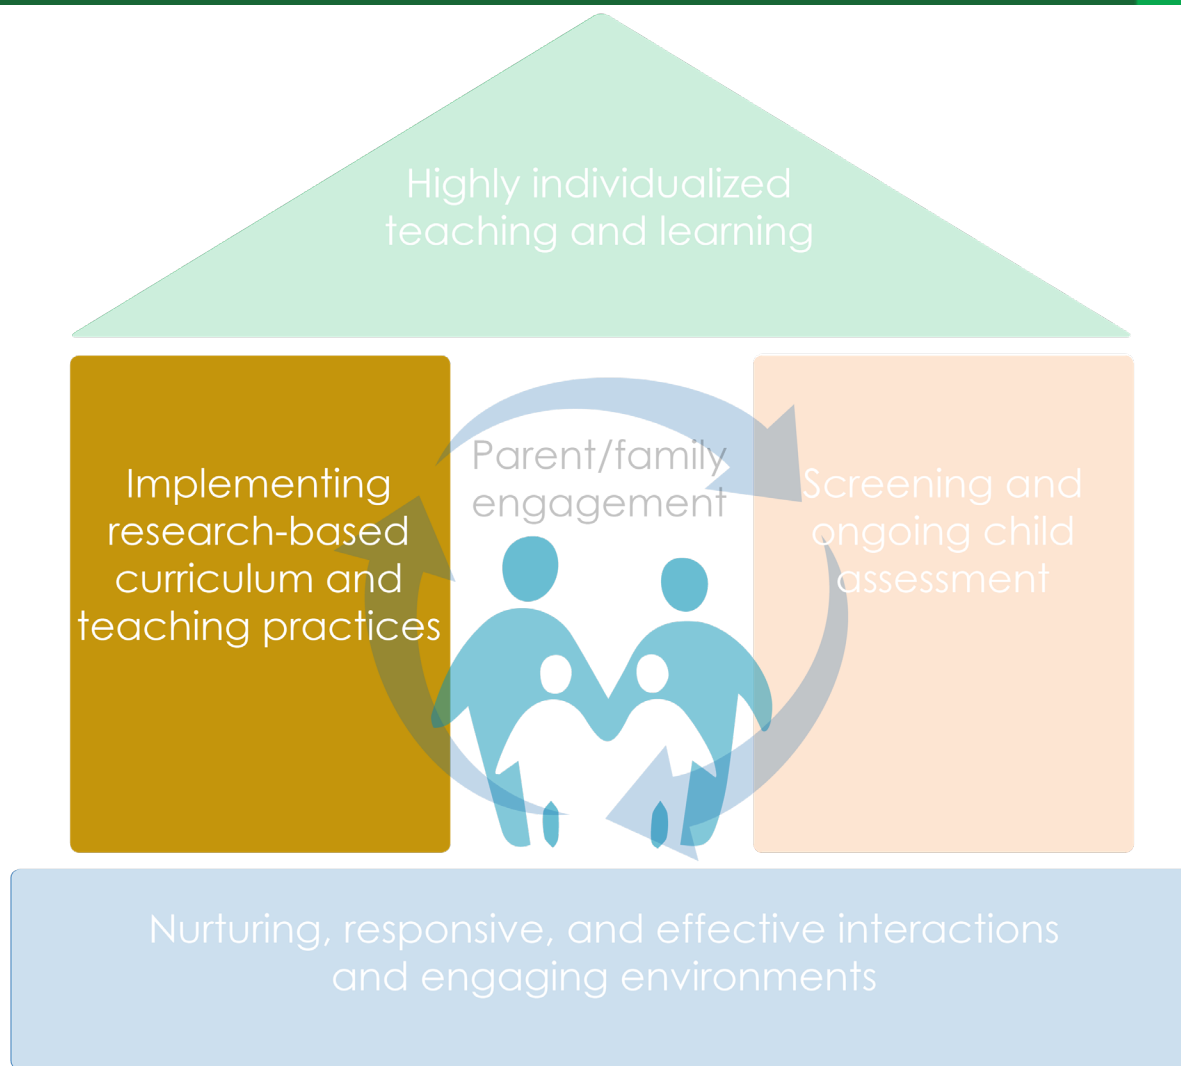 Highly individualized
teaching and learning
Implementing
research-based
curriculum and
teaching practices
Parent/family
engagement
Screening and
ongoing child
assessment
Nurturing, responsive, and effective interactions
and engaging environments